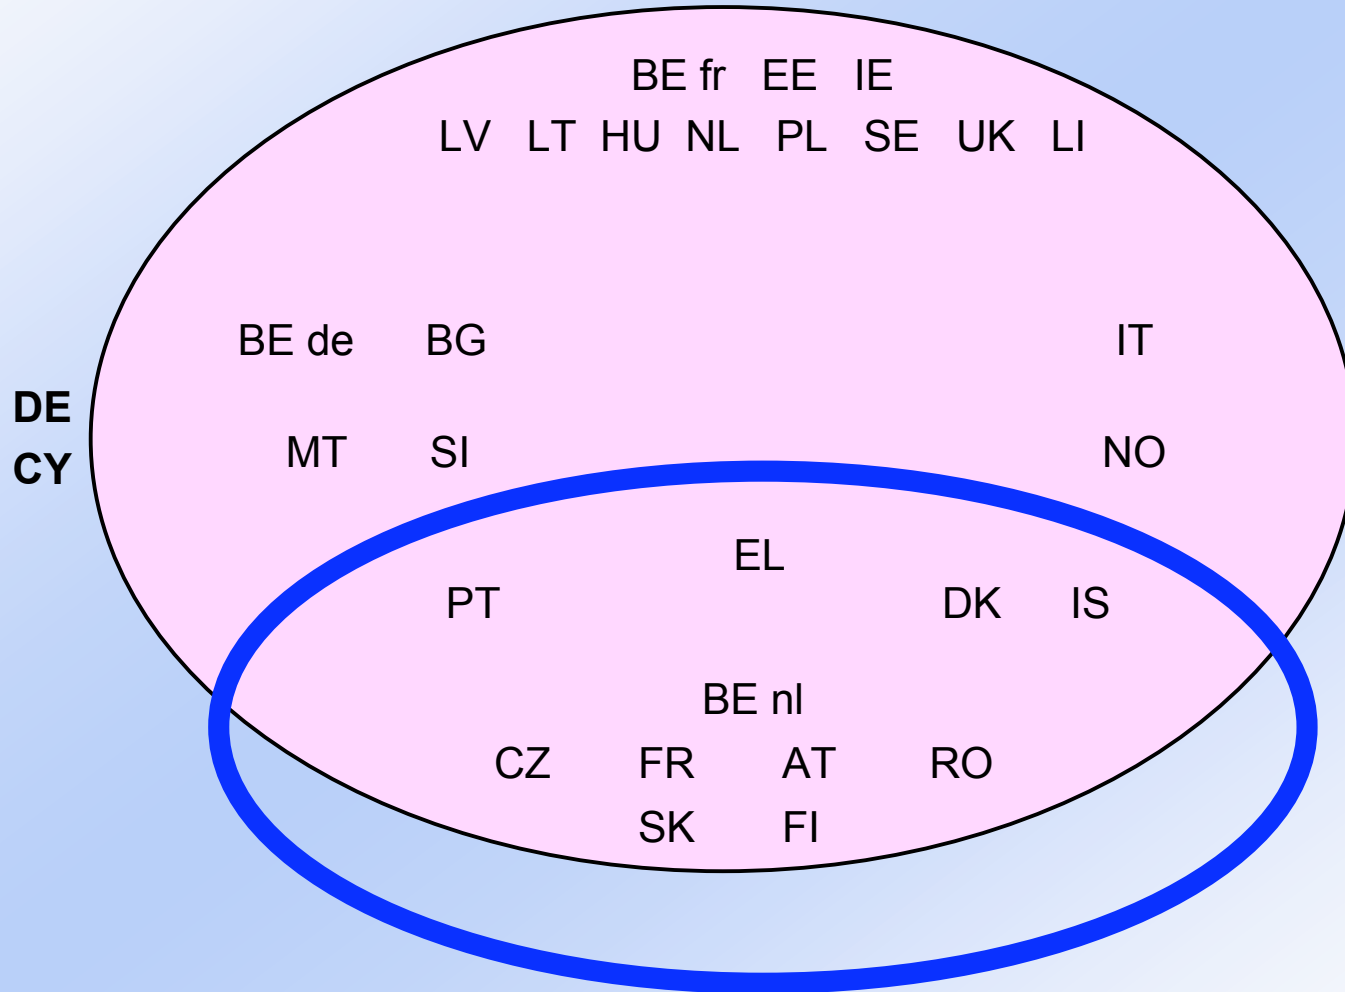 BE fr EE IE
LV LT HU NL PL SE UK LI
BE de BG IT
DE
MT SI NO
CY
EL
PT DK IS
BE nl
CZ FR AT RO
SK FI